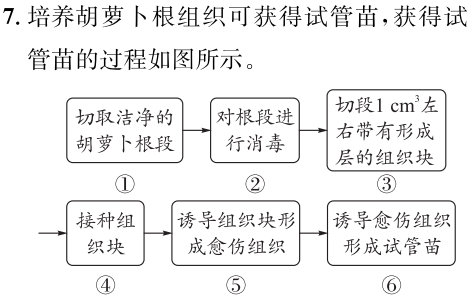 7. 培养胡萝卜根组织可获得试管苗,获得试
管苗的过程如图所示。
切取洁净的
胡萝卜根段
①
对根段进
行消毒
②
切段1 cm³左
右带有形成
层的组织块
③
接种组
织块
④
诱导组织块形
成愈伤组织
⑤
诱导愈伤组织
形成试管苗
⑥